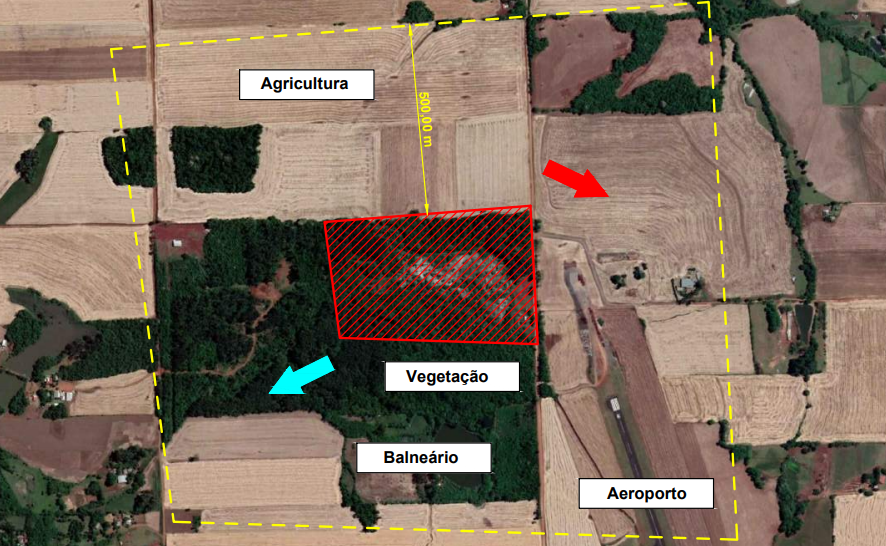 Agricultura
500,00 m
Vegetação
Balneário
Aeroporto